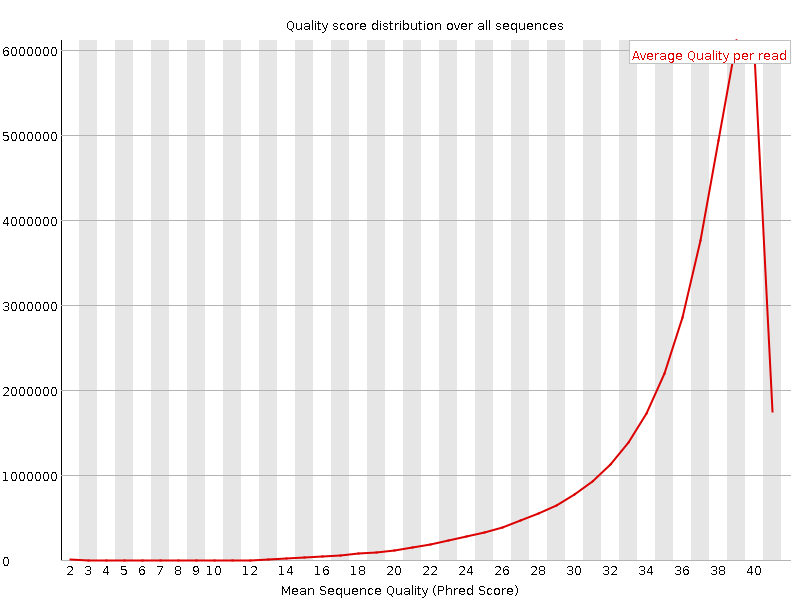 Quality score distribution over all sequences
Average Quality per read
6000000
5000000
4000000
3000000
2000000
1000000
0
2 3 4 5 6 7 8 9 10 12 14 16 18 20 22 24 26 28 30 32 34 36 38 40
Mean Sequence Quality (Phred Score)